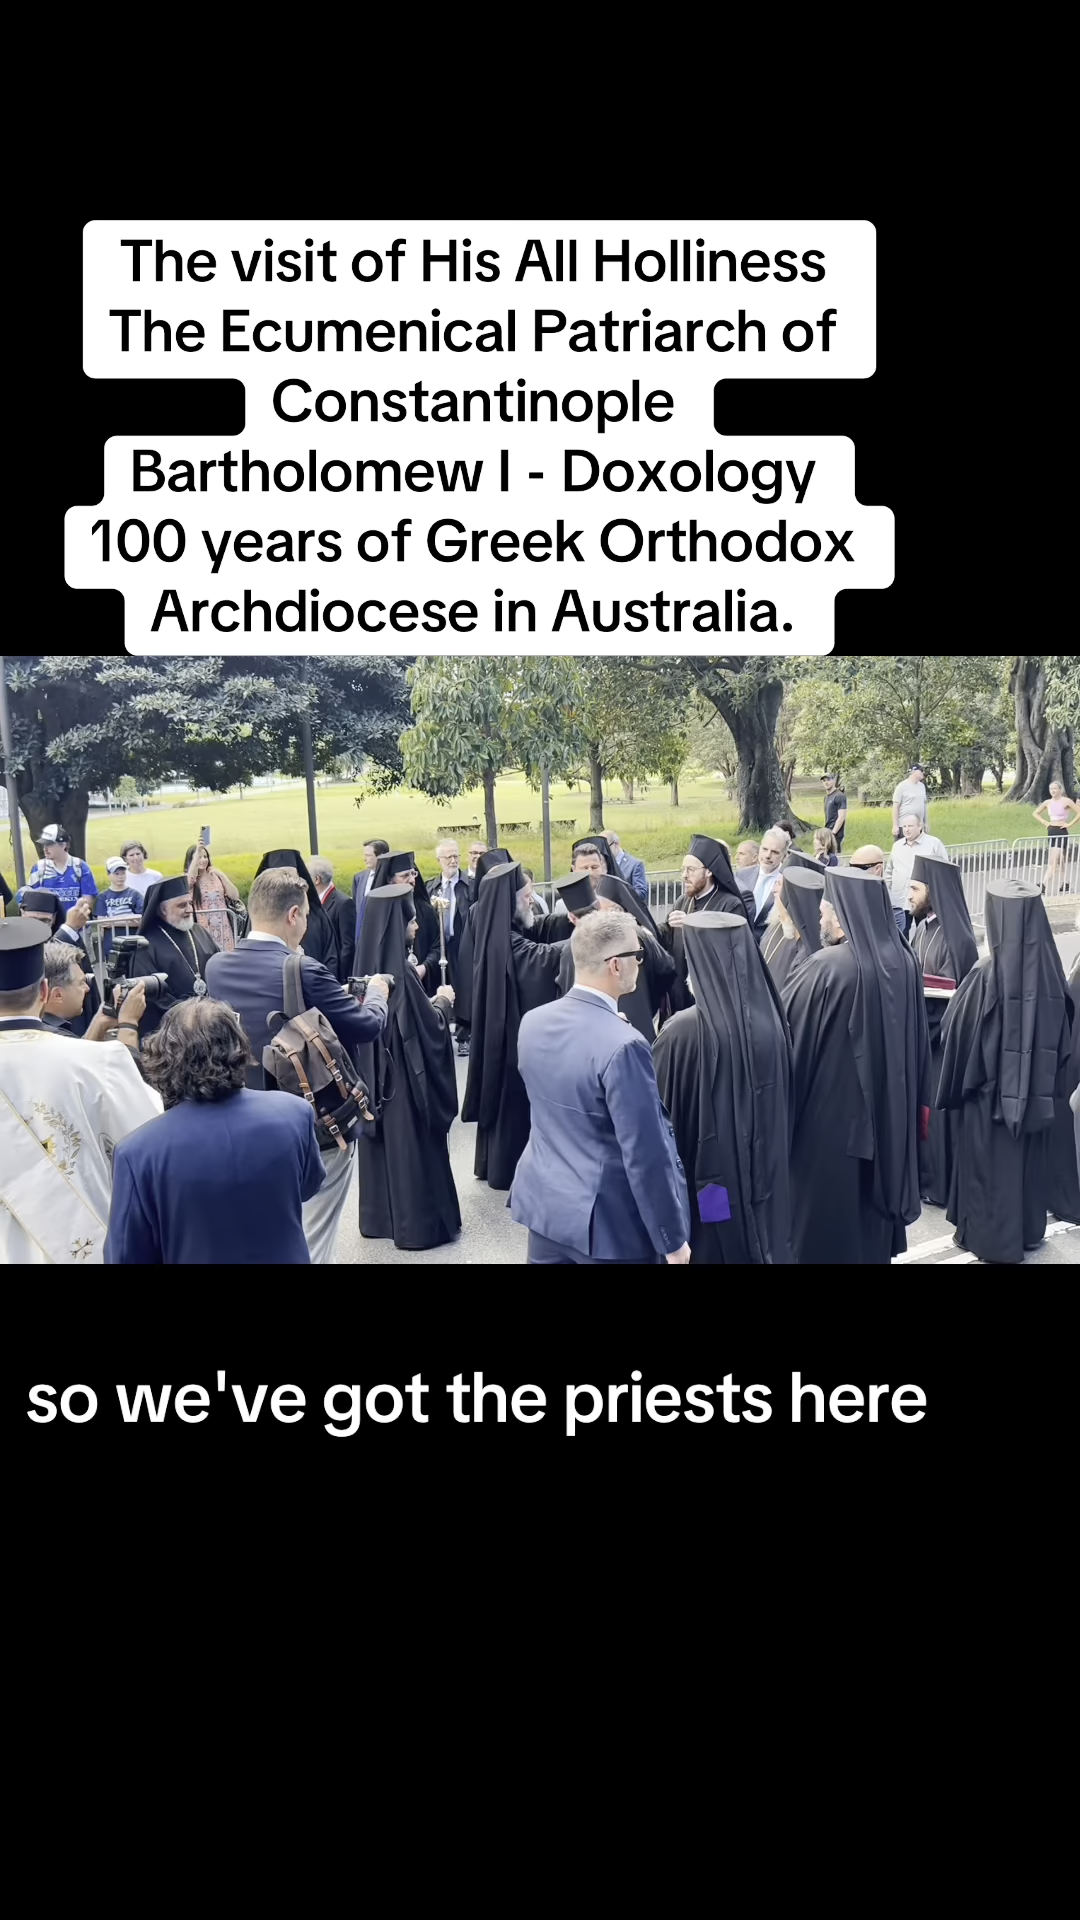 The visit of His All Holliness
The Ecumenical Patriarch of
Constantinople
Bartholomew I - Doxology
100 years of Greek Orthodox
Archdiocese in Australia.
GREECE
so we've got the priests here